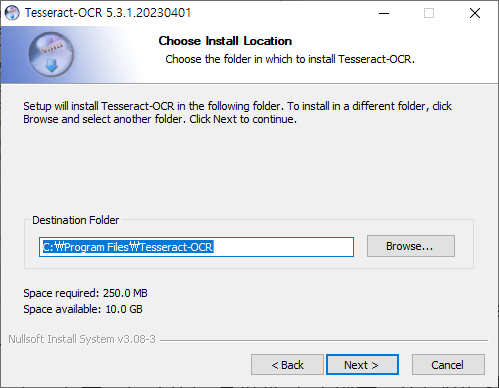 Tesseract-OCR 5.3.1.20230401
Choose Install Location
Choose the folder in which to install Tesseract-OCR.
Setup will install Tesseract-OCR in the following folder. To install in a different folder, click
Browse and select another folder. Click Next to continue.
Destination Folder
C:₩Program Files₩Tesseract-OCR
Browse...
Space required: 250.0 MB
Space available: 10.0 GB
Nullsoft Install System v3.08-3
< Back
Next >
Cancel